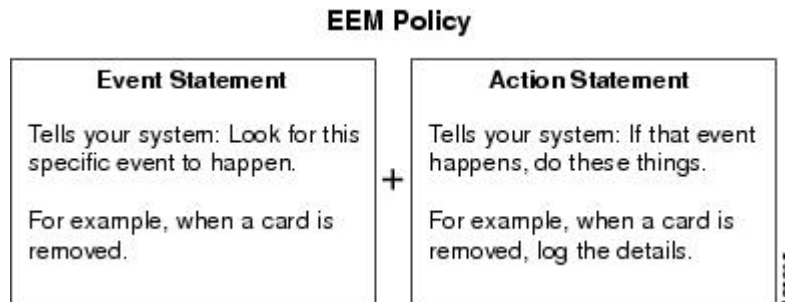 EEM Policy
Event Statement
Tells your system: Look for this
specific event to happen.
For example, when a card is
removed.
+
Action Statement
Tells your system: If that event
happens, do these things.
For example, when a card is
removed, log the details.